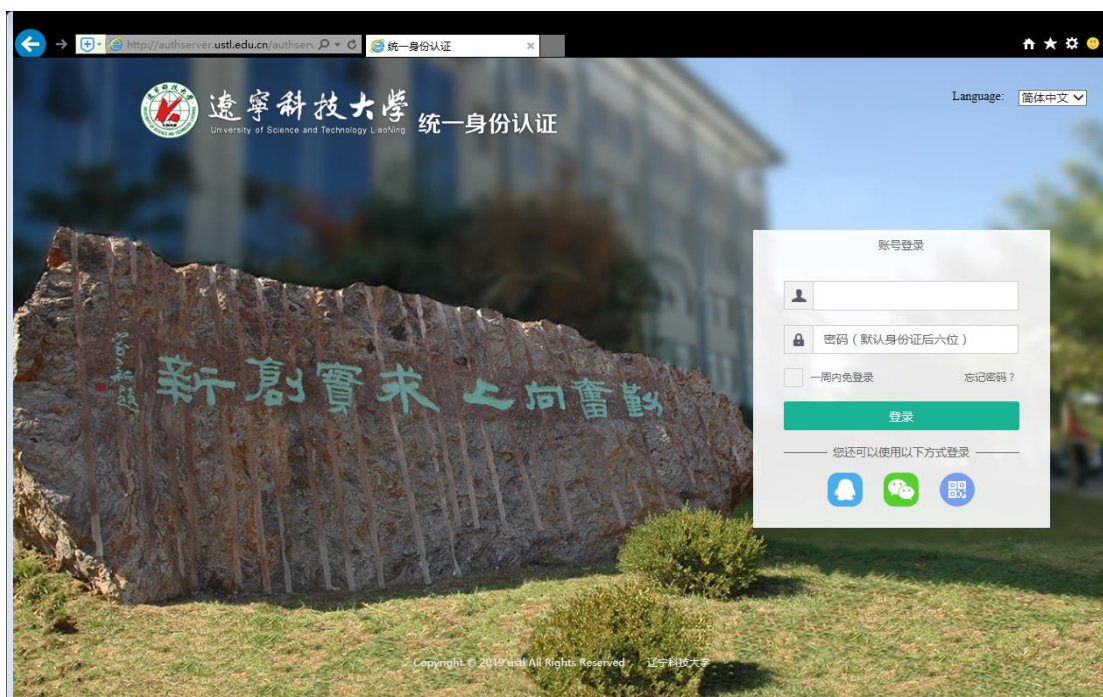 http://authserver.ustl.edu.cn/authserv
统一身份认证
遼寧科技大學
University of Science and Technology LiaoNing
统一身份认证
Language: 简体中文
账号登录
密码(默认身份证后六位)
一周内免登录 忘记密码?
登录
您还可以使用以下方式登录
新創實求 上向奮勤
Copyright © 2019 ustl All Rights Reserved 辽宁科技大学